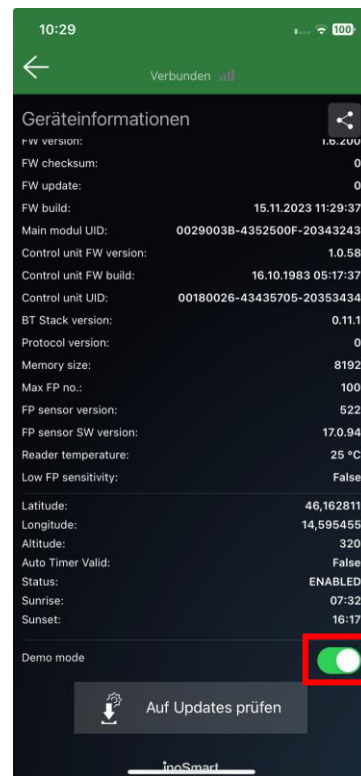 10:29
100
Verbunden
Geräteinformationen
FW version: 1.6.200
FW checksum: 0
FW update: 0
FW build: 15.11.2023 11:29:37
Main modul UID: 0029003B-4352500F-20343243
Control unit FW version: 1.0.58
Control unit FW build: 16.10.1983 05:17:37
Control unit UID: 00180026-43435705-20353434
BT Stack version: 0.11.1
Protocol version: 0
Memory size: 8192
Max FP no.: 100
FP sensor version: 522
FP sensor SW version: 17.0.94
Reader temperature: 25 °C
Low FP sensitivity: False
Latitude: 46,162811
Longitude: 14,595455
Altitude: 320
Auto Timer Valid: False
Status: ENABLED
Sunrise: 07:32
Sunset: 16:17
Demo mode
Auf Updates prüfen
inoSmart